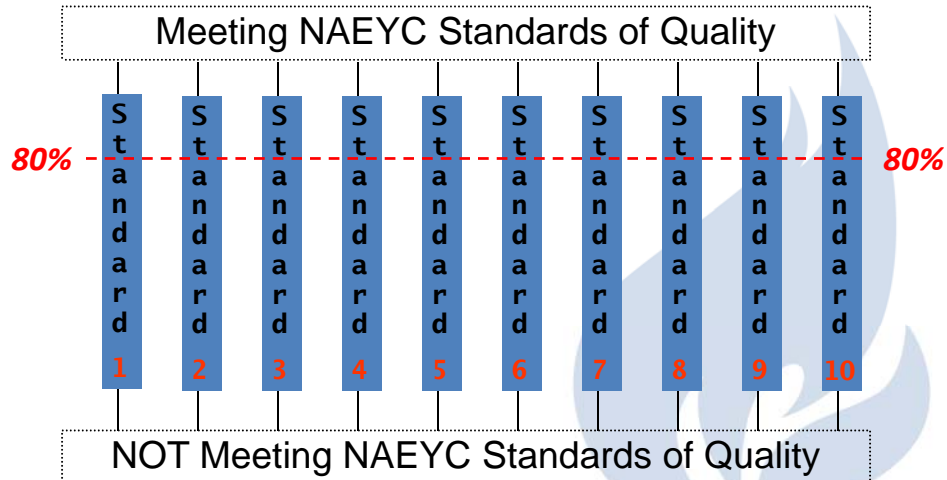 Meeting NAEYC Standards of Quality
80%
80%
Standard 1
Standard 2
Standard 3
Standard 4
Standard 5
Standard 6
Standard 7
Standard 8
Standard 9
Standard 10
NOT Meeting NAEYC Standards of Quality